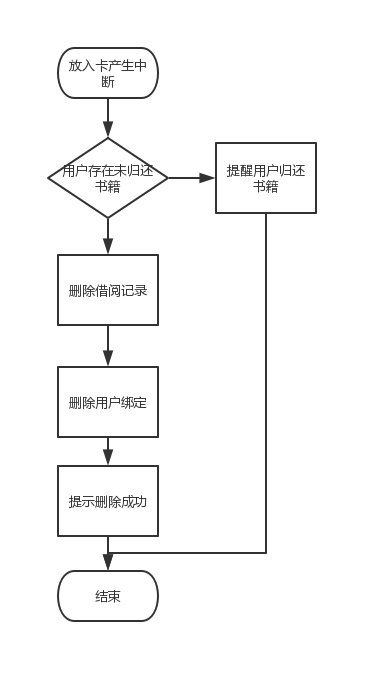 放入卡产生中
断
用户存在未归还
书籍
提醒用户归还
书籍
删除借阅记录
删除用户绑定
提示删除成功
结束